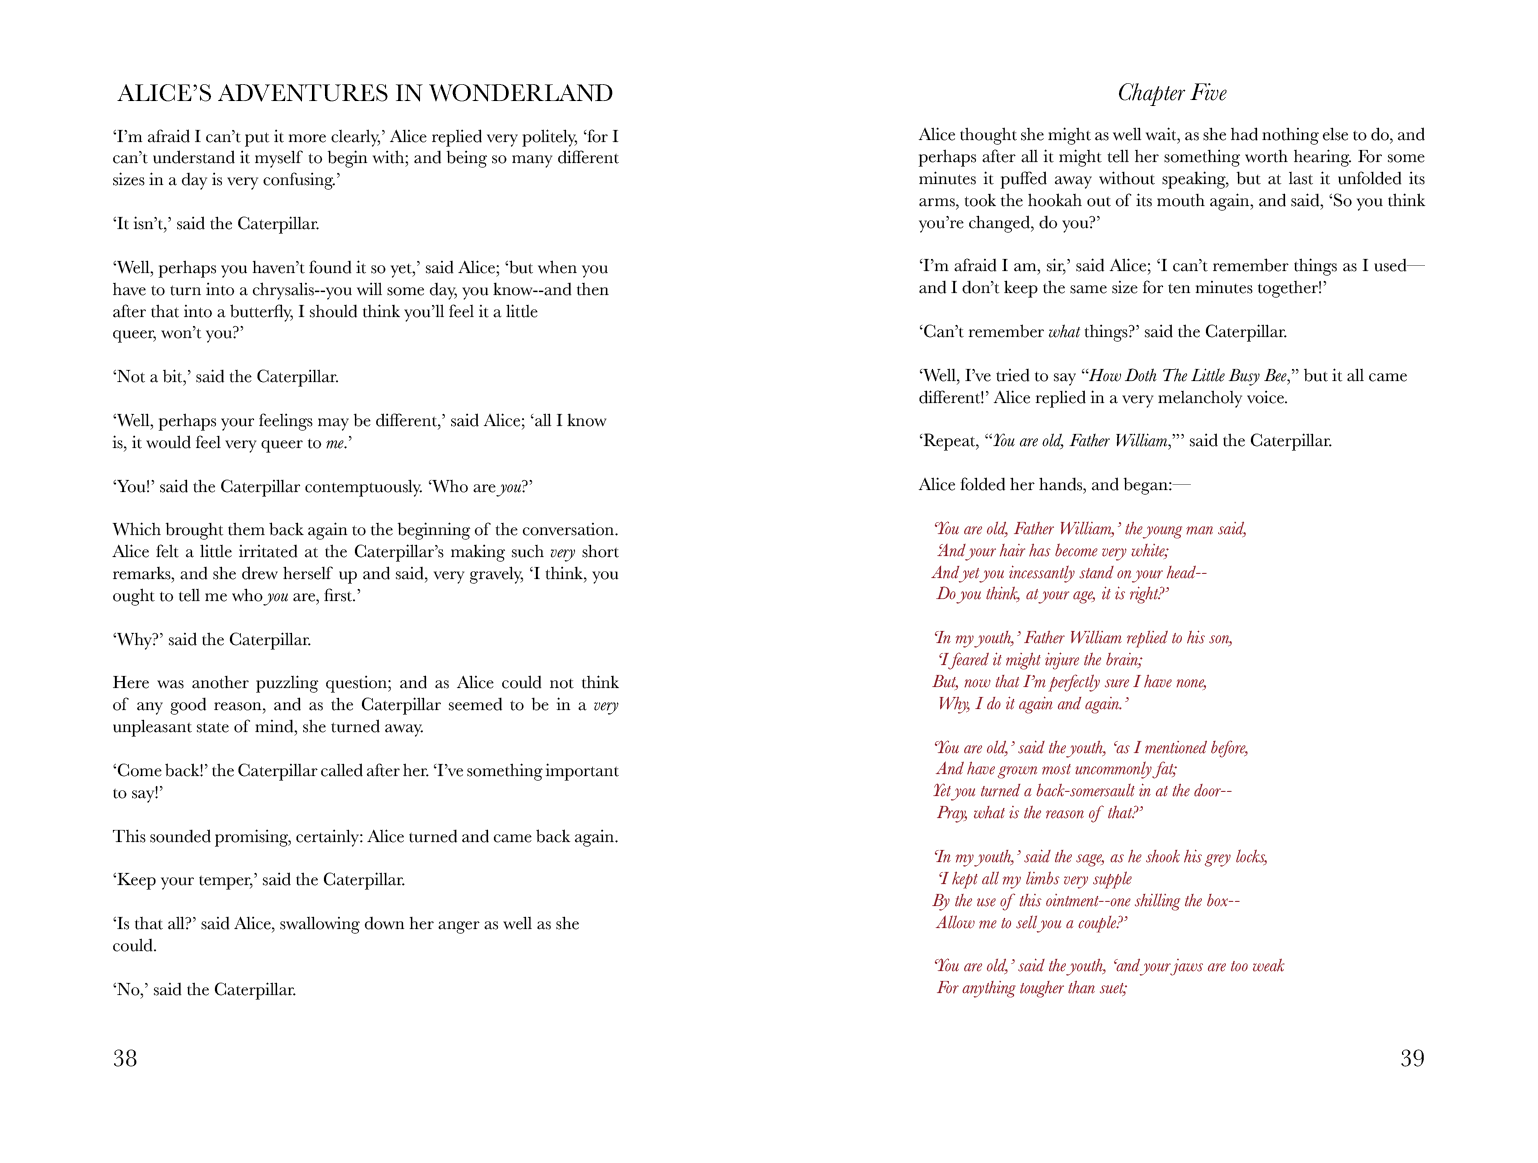 ALICE’S ADVENTURES IN WONDERLAND
‘I’m afraid I can’t put it more clearly,’ Alice replied very politely, ‘for I
can’t understand it myself to begin with; and being so many different
sizes in a day is very confusing.’
‘It isn’t,’ said the Caterpillar.
‘Well, perhaps you haven’t found it so yet,’ said Alice; ‘but when you
have to turn into a chrysalis--you will some day, you know--and then
after that into a butterfly, I should think you’ll feel it a little
queer, won’t you?’
‘Not a bit,’ said the Caterpillar.
‘Well, perhaps your feelings may be different,’ said Alice; ‘all I know
is, it would feel very queer to me.’
‘You!’ said the Caterpillar contemptuously. ‘Who are you?’
Which brought them back again to the beginning of the conversation.
Alice felt a little irritated at the Caterpillar’s making such very short
remarks, and she drew herself up and said, very gravely, ‘I think, you
ought to tell me who you are, first.’
‘Why?’ said the Caterpillar.
Here was another puzzling question; and as Alice could not think
of any good reason, and as the Caterpillar seemed to be in a very
unpleasant state of mind, she turned away.
‘Come back!’ the Caterpillar called after her. ‘I’ve something important
to say!’
This sounded promising, certainly: Alice turned and came back again.
‘Keep your temper,’ said the Caterpillar.
‘Is that all?’ said Alice, swallowing down her anger as well as she
could.
‘No,’ said the Caterpillar.
38
Chapter Five
Alice thought she might as well wait, as she had nothing else to do, and
perhaps after all it might tell her something worth hearing. For some
minutes it puffed away without speaking, but at last it unfolded its
arms, took the hookah out of its mouth again, and said, ‘So you think
you’re changed, do you?’
‘I’m afraid I am, sir,’ said Alice; ‘I can’t remember things as I used—
and I don’t keep the same size for ten minutes together!’
‘Can’t remember what things?’ said the Caterpillar.
‘Well, I’ve tried to say “How Doth The Little Busy Bee,” but it all came
different!’ Alice replied in a very melancholy voice.
‘Repeat, “You are old, Father William,”’ said the Caterpillar.
Alice folded her hands, and began:—
‘You are old, Father William,’ the young man said,
‘And your hair has become very white;
And yet you incessantly stand on your head--
Do you think, at your age, it is right?’
‘In my youth,’ Father William replied to his son,
‘I feared it might injure the brain;
But, now that I’m perfectly sure I have none,
Why, I do it again and again.’
‘You are old,’ said the youth, ‘as I mentioned before,
And have grown most uncommonly fat;
Yet you turned a back-somersault in at the door--
Pray, what is the reason of that?’
‘In my youth,’ said the sage, as he shook his grey locks,
‘I kept all my limbs very supple
By the use of this ointment--one shilling the box--
Allow me to sell you a couple?’
‘You are old,’ said the youth, ‘and your jaws are too weak
For anything tougher than suet;
39